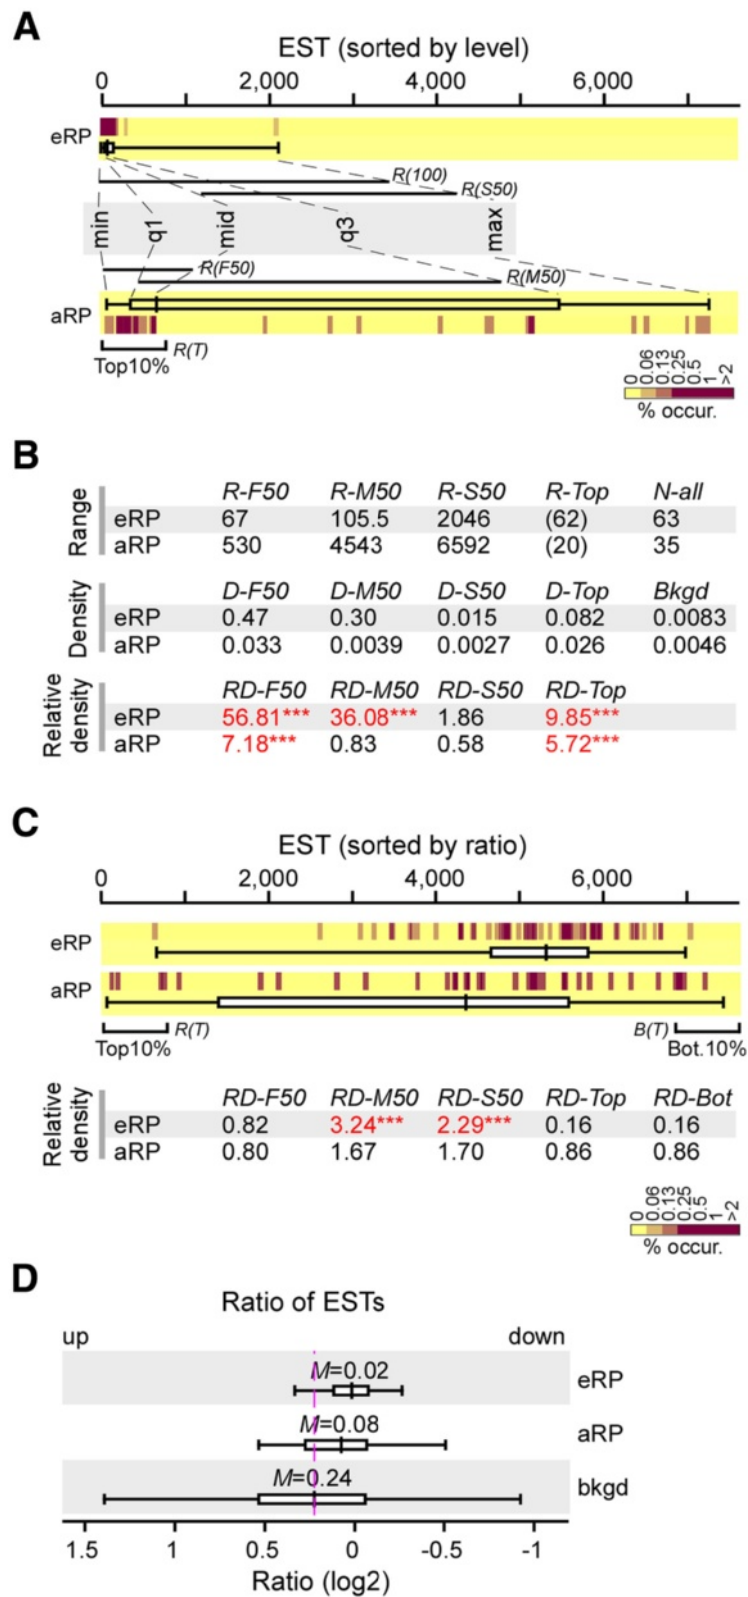 A
EST (sorted by level)
0 2,000 4,000 6,000
eRP
R(100)
R(S50)
min q1 mid q3 max
R(F50)
R(M50)
aRP
R(T)
Top10%
0 0.06 0.13 0.25 0.5 1 >2
% occur.
B
Range
R-F50 R-M50 R-S50 R-Top N-all
eRP 67 105.5 2046 (62) 63
aRP 530 4543 6592 (20) 35
Density
D-F50 D-M50 D-S50 D-Top Bkgd
eRP 0.47 0.30 0.015 0.082 0.0083
aRP 0.033 0.0039 0.0027 0.026 0.0046
Relative
density
RD-F50 RD-M50 RD-S50 RD-Top
eRP 56.81*** 36.08*** 1.86 9.85***
aRP 7.18*** 0.83 0.58 5.72***
C
EST (sorted by ratio)
0 2,000 4,000 6,000
eRP
aRP
R(T) B(T)
Top10% Bot.10%
Relative
density
RD-F50 RD-M50 RD-S50 RD-Top RD-Bot
eRP 0.82 3.24*** 2.29*** 0.16 0.16
aRP 0.80 1.67 1.70 0.86 0.86
0 0.06 0.13 0.25 0.5 1 >2
% occur.
D
Ratio of ESTs
up down
M=0.02 eRP
M=0.08 aRP
M=0.24 bkgd
1.5 1 0.5 0 -0.5 -1
Ratio (log2)